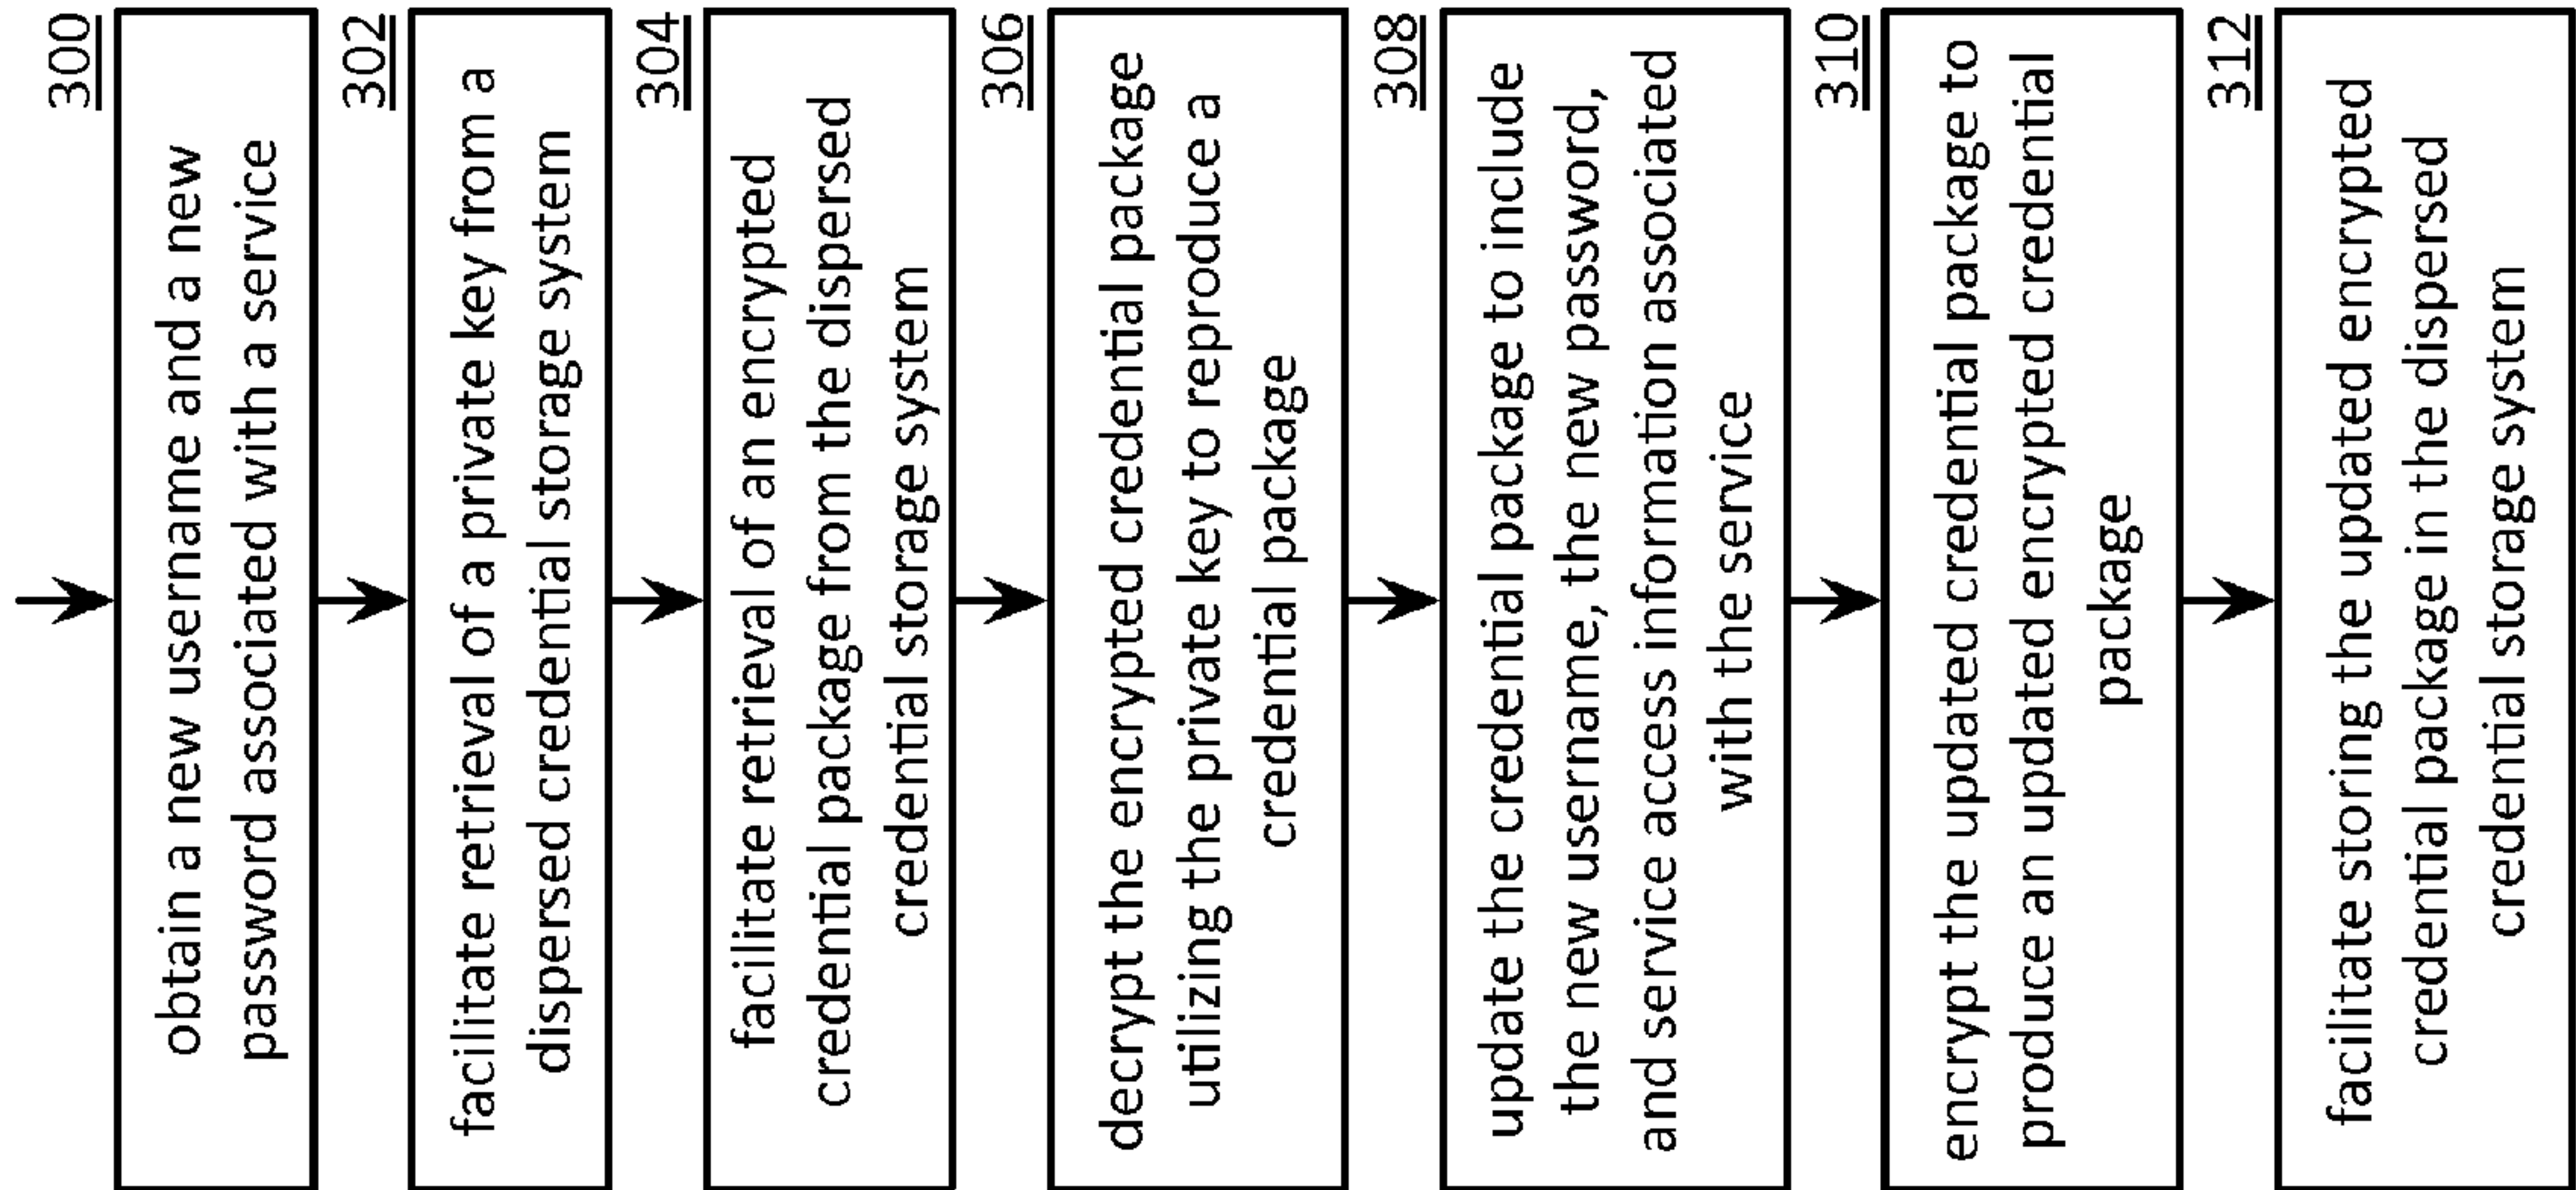 300
obtain a new username and a new
password associated with a service
302
facilitate retrieval of a private key from a
dispersed credential storage system
304
facilitate retrieval of an encrypted
credential package from the dispersed
credential storage system
306
decrypt the encrypted credential package
utilizing the private key to reproduce a
credential package
308
update the credential package to include
the new username, the new password,
and service access information associated
with the service
310
encrypt the updated credential package to
produce an updated encrypted credential
package
312
facilitate storing the updated encrypted
credential package in the dispersed
credential storage system